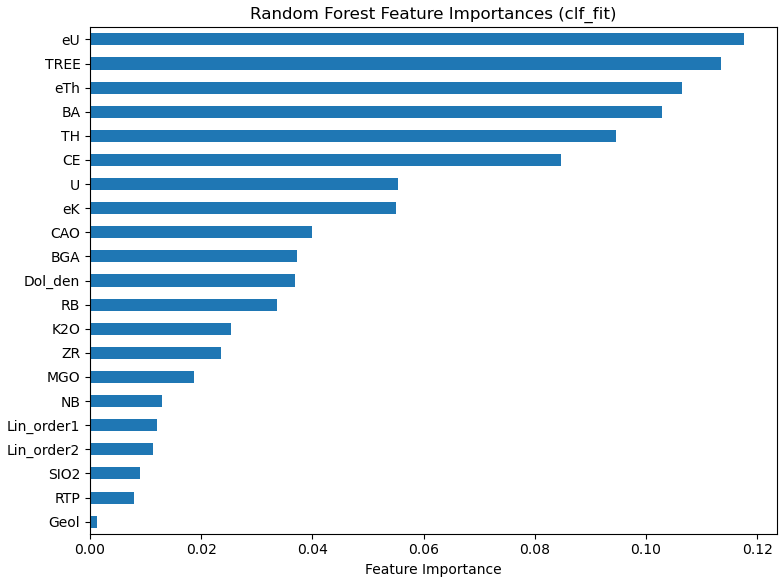 Random Forest Feature Importances (clf_fit)
eU
TREE
eTh
BA
TH
CE
U
eK
CAO
BGA
Dol_den
RB
K2O
ZR
MGO
NB
Lin_order1
Lin_order2
SIO2
RTP
Geol
0.00 0.02 0.04 0.06 0.08 0.10 0.12
Feature Importance